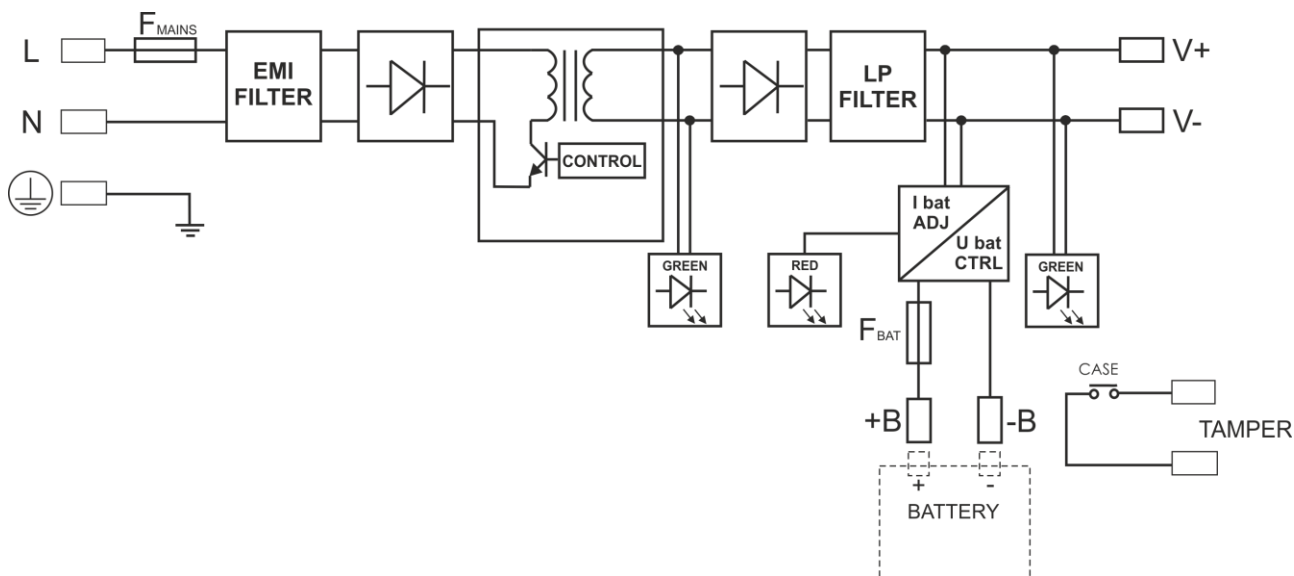 L
F MAINS
EMI
FILTER
LP
FILTER
V+
N
CONTROL
V-
I bat
ADJ
U bat
CTRL
GREEN
RED
GREEN
F BAT
CASE
+B
-B
TAMPER
+
-
BATTERY